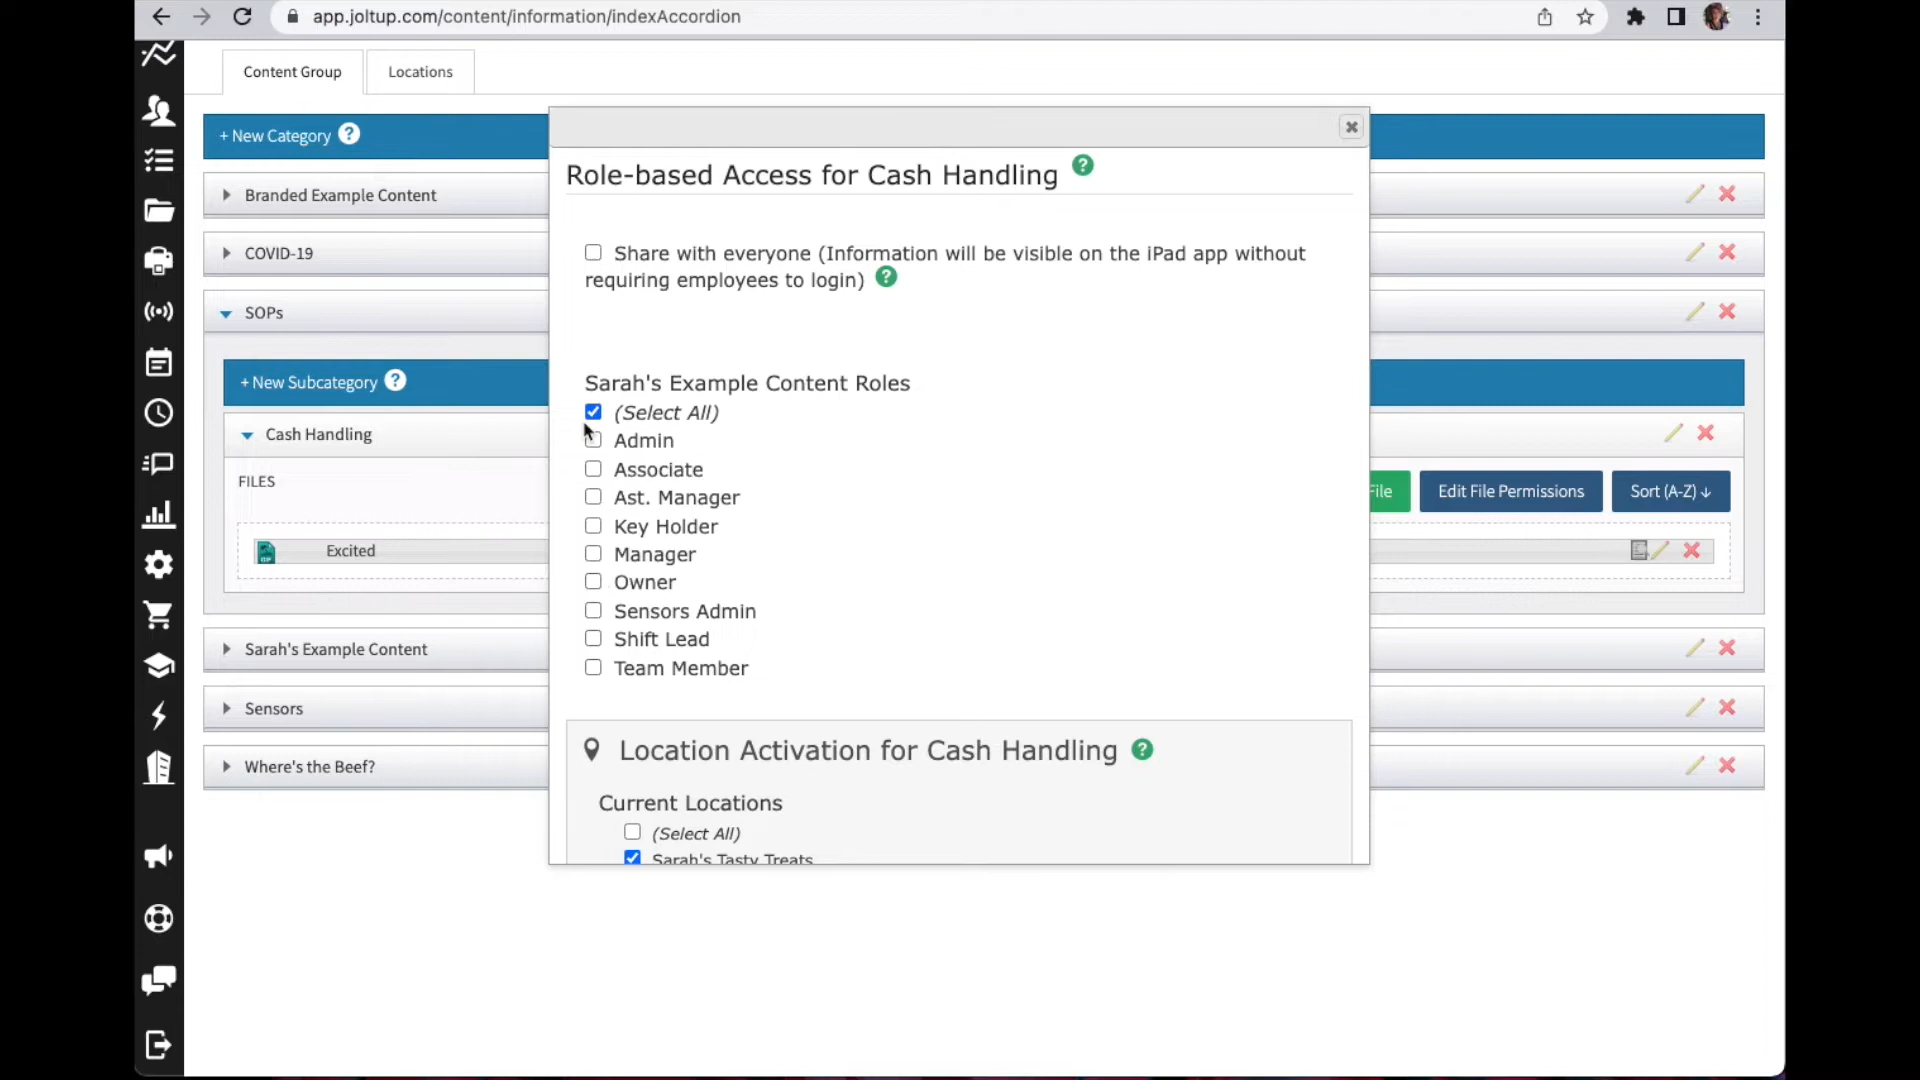 app.joltup.com/content/information/indexAccordion
Content Group
Locations
+ New Category ?
Branded Example Content
COVID-19
SOPs
+ New Subcategory ?
Cash Handling
FILES
File
Edit File Permissions
Sort (A-Z) ↓
Excited
Sarah's Example Content
Sensors
Where's the Beef?
Role-based Access for Cash Handling ?
Share with everyone (Information will be visible on the iPad app without
requiring employees to login) ?
Sarah's Example Content Roles
(Select All)
Admin
Associate
Ast. Manager
Key Holder
Manager
Owner
Sensors Admin
Shift Lead
Team Member
Location Activation for Cash Handling ?
Current Locations
(Select All)
Sarah's Tasty Treats